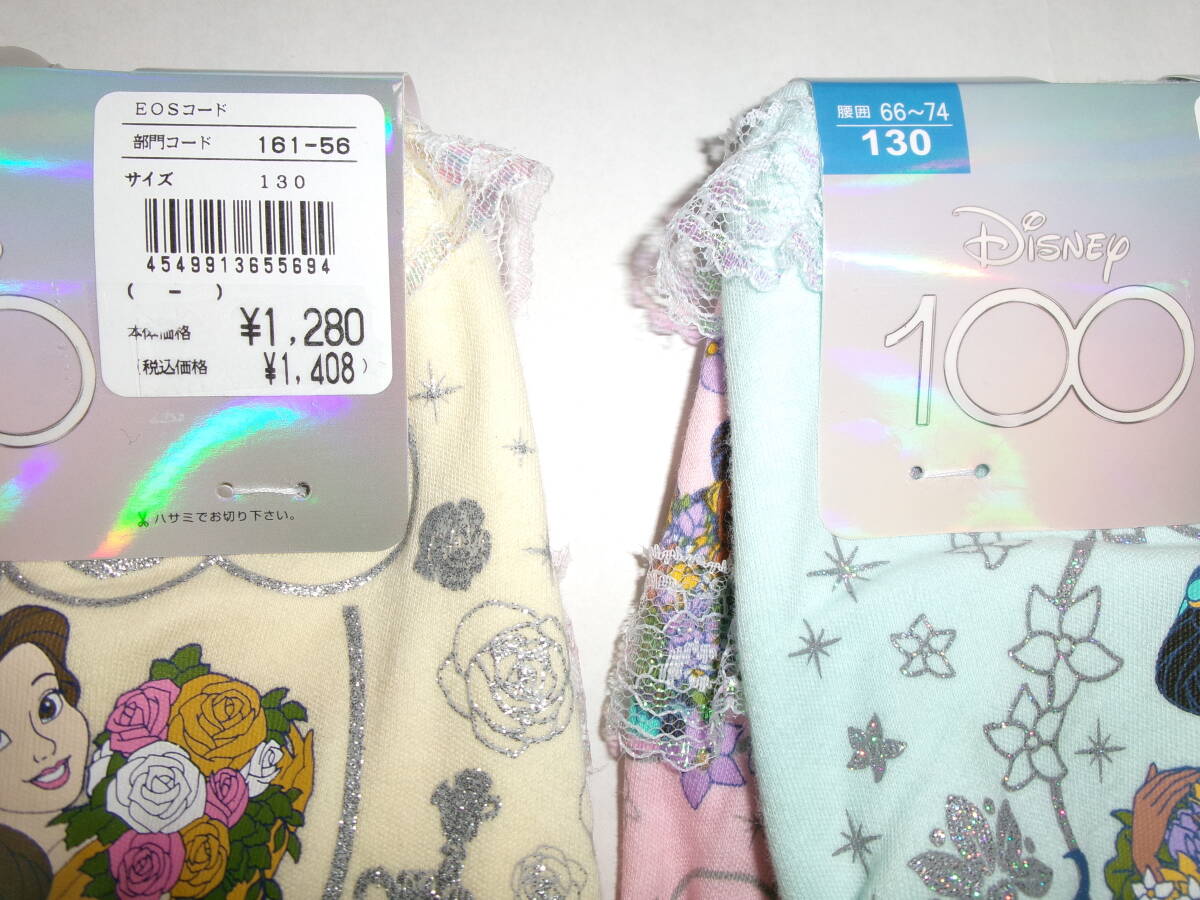 EOSコード
部門コード 161-56
サイズ 130
4549913655694
( - )
本体価格 ¥1,280
(税込価格 ¥1,408)
ハサミでお切り下さい。
腰囲 66〜74
130
Disney
100